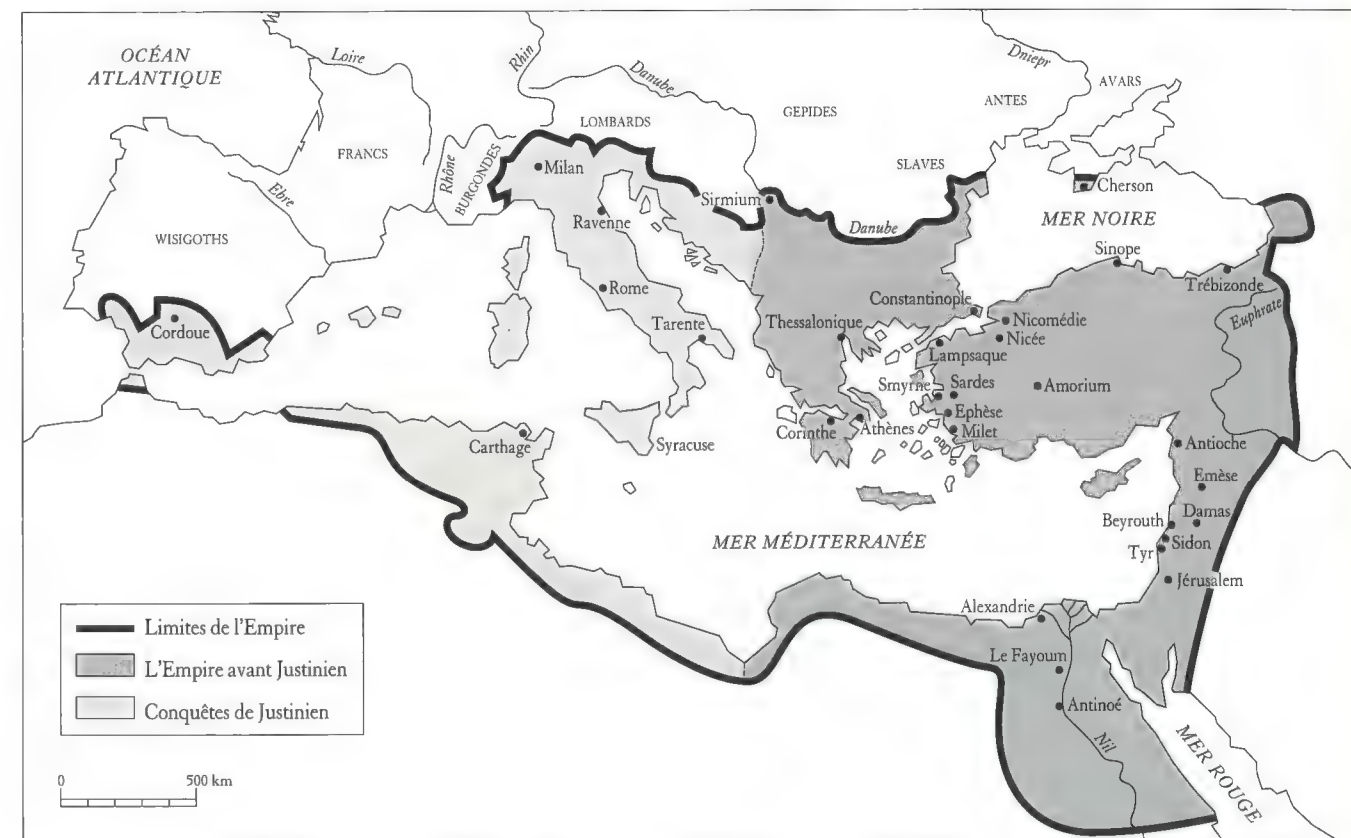 OCÉAN
ATLANTIQUE
Loire
Rhin
Danube
Dniepr
AVARS
ANTES
GEPIDES
LOMBARDS
FRANCS
Rhône
BURGONDES
SLAVES
Milan
Cherson
Sirmium
Ebre
Ravenne
Danube
MER NOIRE
WISIGOTHS
Sinope
Rome
Trébizonde
Constantinople
Cordoue
Tarente
Thessalonique
Nicomédie
Euphrate
Nicée
Lampsaque
Smyrne
Sardes
Amorium
Ephèse
Corinthe
Athènes
Milet
Carthage
Syracuse
Antioche
Emèse
Damas
Beyrouth
MER MÉDITERRANÉE
Sidon
Tyr
Jérusalem
Alexandrie
Le Fayoum
Antinoé
Nil
MER ROUGE
Limites de l'Empire
L'Empire avant Justinien
Conquêtes de Justinien
0 500 km